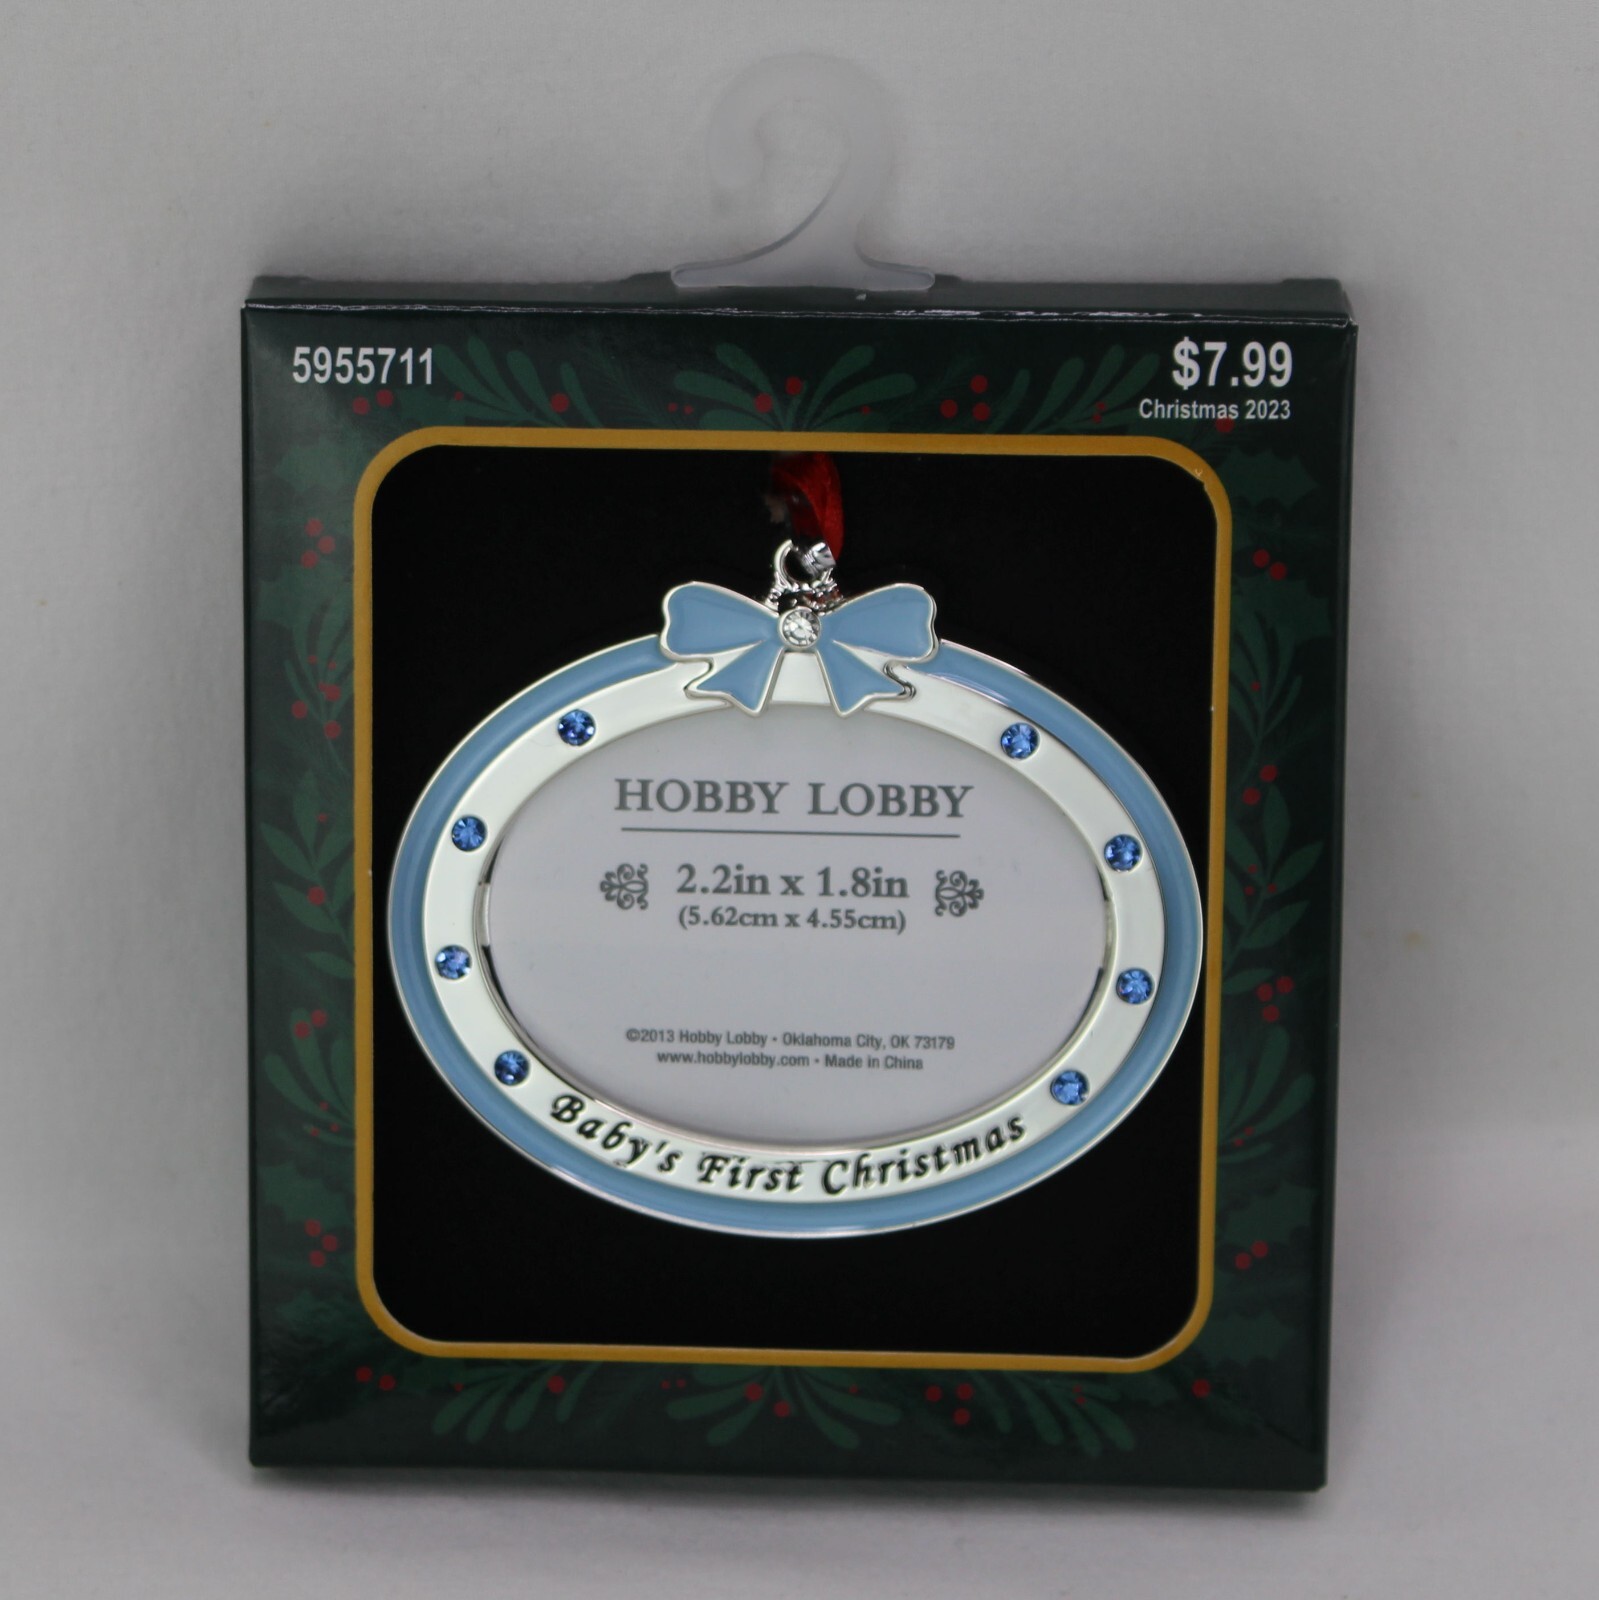 5955711
$7.99
Christmas 2023
HOBBY LOBBY
2.2in x 1.8in
(5.62cm x 4.55cm)
©2013 Hobby Lobby • Oklahoma City, OK 73179
www.hobbylobby.com • Made in China
Baby's First Christmas